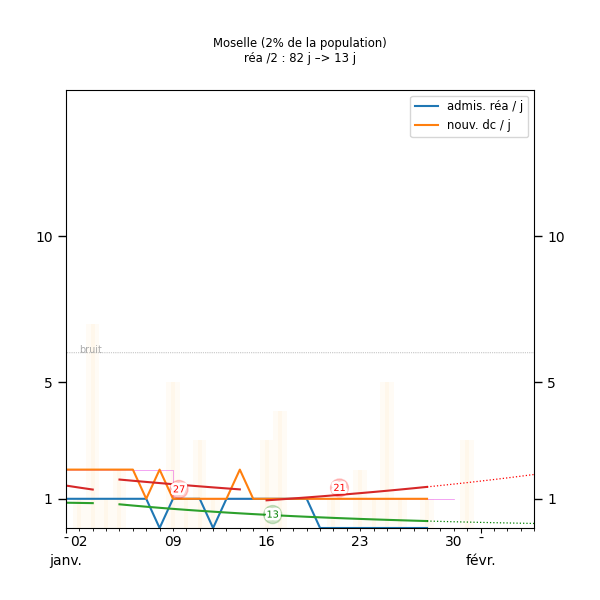 Moselle (2% de la population)
réa /2 : 82 j –> 13 j
admis. réa / j
nouv. dc / j
10
10
bruit
5
5
27
21
1
1
13
02
09
16
23
30
janv.
févr.